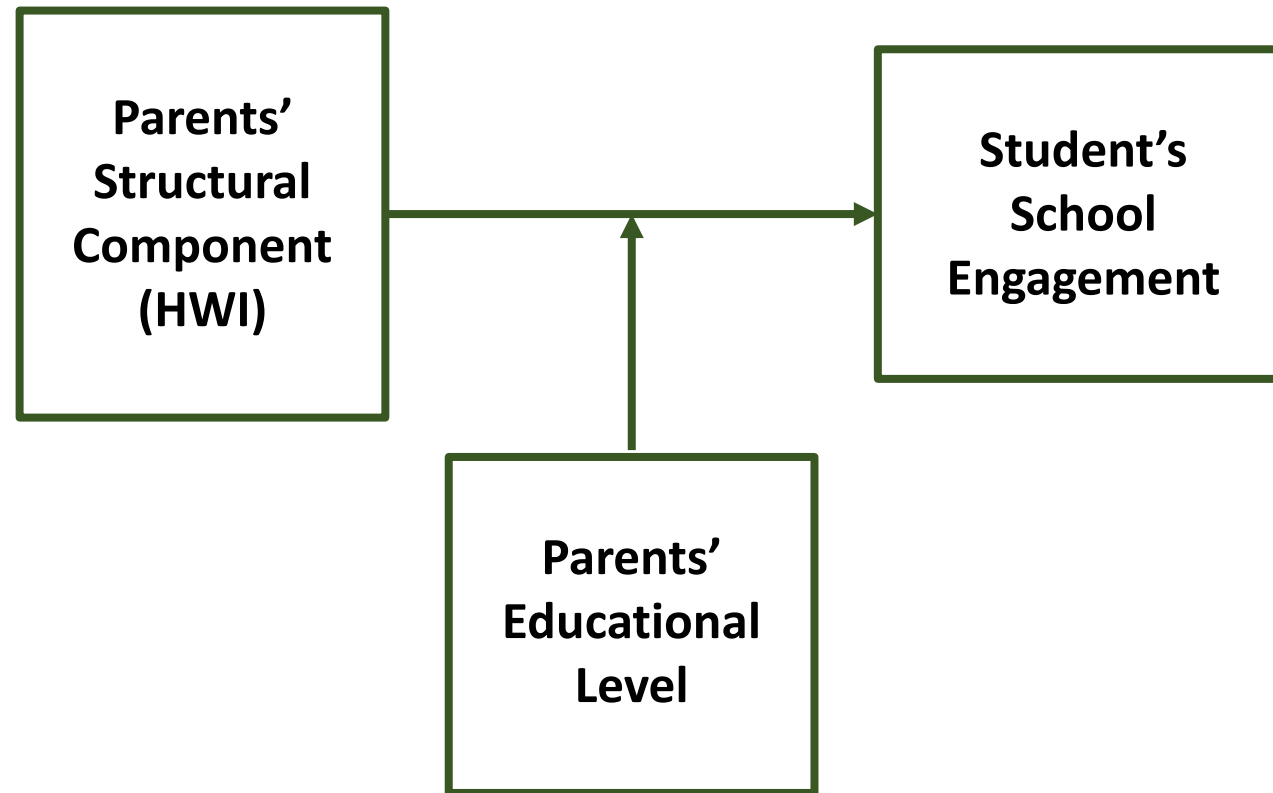 Parents’
Structural
Component
(HWI)
Student’s
School
Engagement
Parents’
Educational
Level